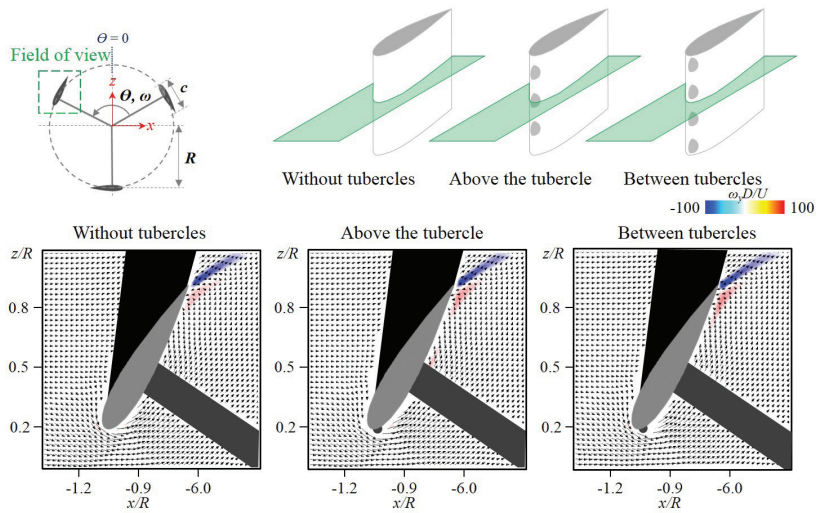 Θ = 0
Field of view
z
c
Θ, ω
x
R
Without tubercles
Above the tubercle
Between tubercles
ω_yD/U
-100
100
Without tubercles
Above the tubercle
Between tubercles
z/R
z/R
z/R
0.8
0.8
0.8
0.5
0.5
0.5
0.2
0.2
0.2
-1.2
-0.9
-6.0
-1.2
-0.9
-6.0
-1.2
-0.9
-6.0
x/R
x/R
x/R